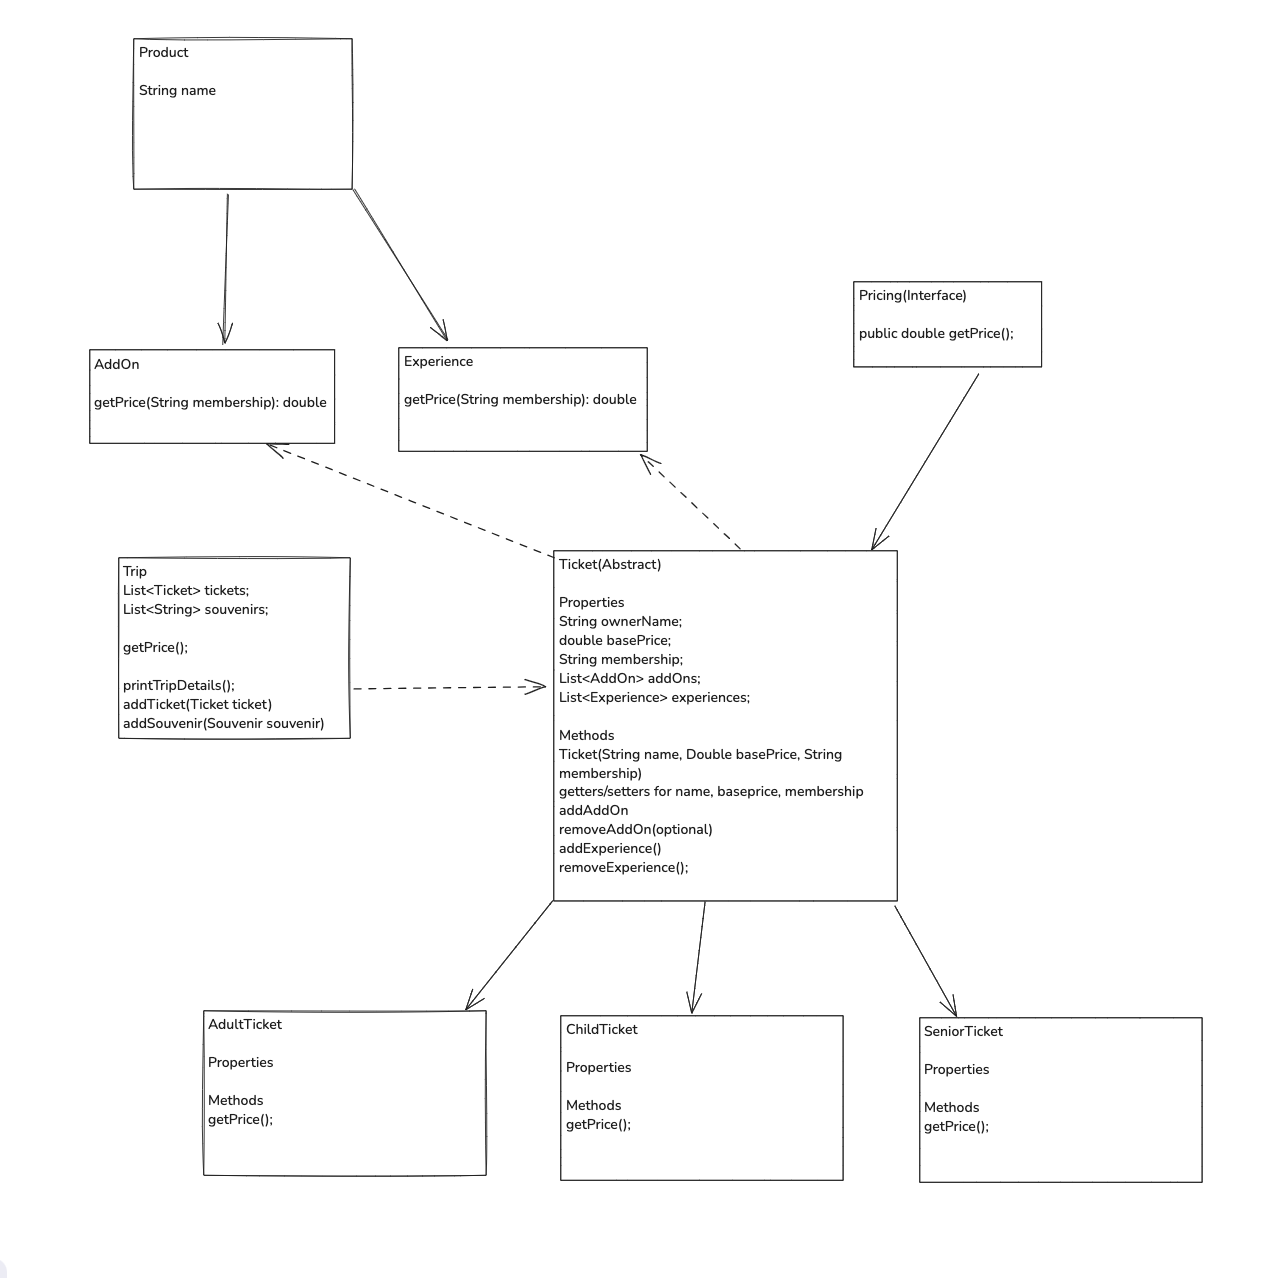 Product
String name
Pricing(Interface)
public double getPrice();
AddOn
getPrice(String membership): double
Experience
getPrice(String membership): double
Trip
List<Ticket> tickets;
List<String> souvenirs;
getPrice();
printTripDetails();
addTicket(Ticket ticket)
addSouvenir(Souvenir souvenir)
Ticket(Abstract)
Properties
String ownerName;
double basePrice;
String membership;
List<AddOn> addOns;
List<Experience> experiences;
Methods
Ticket(String name, Double basePrice, String
membership)
getters/setters for name, baseprice, membership
addAddOn
removeAddOn(optional)
addExperience()
removeExperience();
AdultTicket
Properties
Methods
getPrice();
ChildTicket
Properties
Methods
getPrice();
SeniorTicket
Properties
Methods
getPrice();